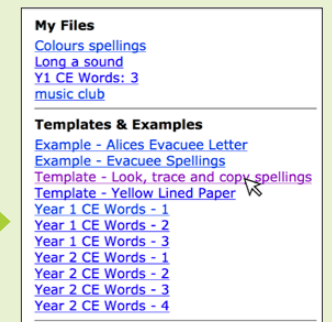 My Files
Colours spellings
Long a sound
Y1 CE Words: 3
music club
Templates & Examples
Example - Alices Evacuee Letter
Example - Evacuee Spellings
Template - Look, trace and copy spellings
Template - Yellow Lined Paper
Year 1 CE Words - 1
Year 1 CE Words - 2
Year 1 CE Words - 3
Year 2 CE Words - 1
Year 2 CE Words - 2
Year 2 CE Words - 3
Year 2 CE Words - 4